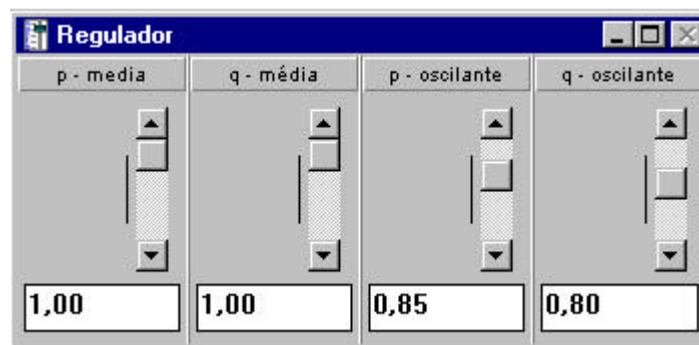 Regulador
p - media q - média p - oscilante q - oscilante
1,00 1,00 0,85 0,80